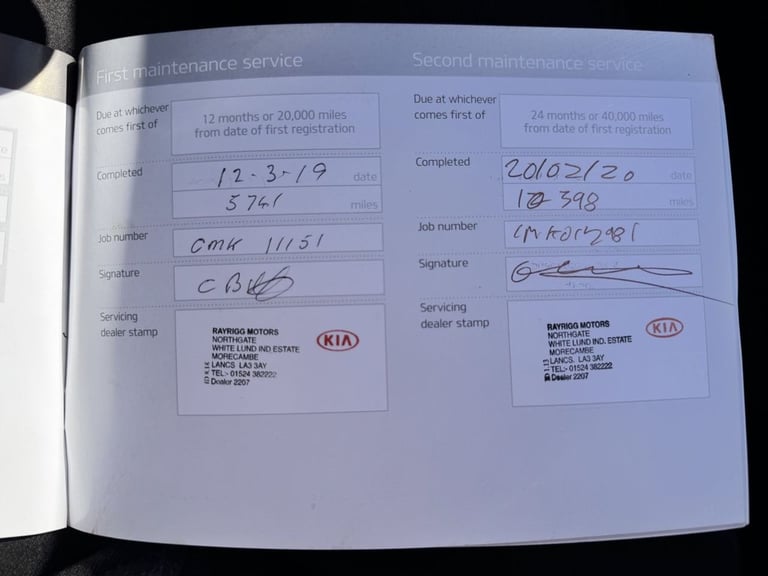 First maintenance service
Due at whichever
comes first of
12 months or 20,000 miles
from date of first registration
Completed
12-3-19 date
5741 miles
Job number
CMK 11151
Signature
Servicing
dealer stamp
RAYRIGG MOTORS
NORTHGATE
WHITE LUND IND ESTATE
MORECAMBE
LANCS LA3 3AY
TEL:- 01524 382222
Dealer 2207
KIA
Second maintenance service
Due at whichever
comes first of
24 months or 40,000 miles
from date of first registration
Completed
20/02/20 date
398 miles
Job number
Signature
Servicing
dealer stamp
RAYRIGG MOTORS
NORTHGATE
WHITE LUND IND. ESTATE
MORECAMBE
LANCS. LA3 3AY
TEL:- 01524 382222
Dealer 2207
KIA